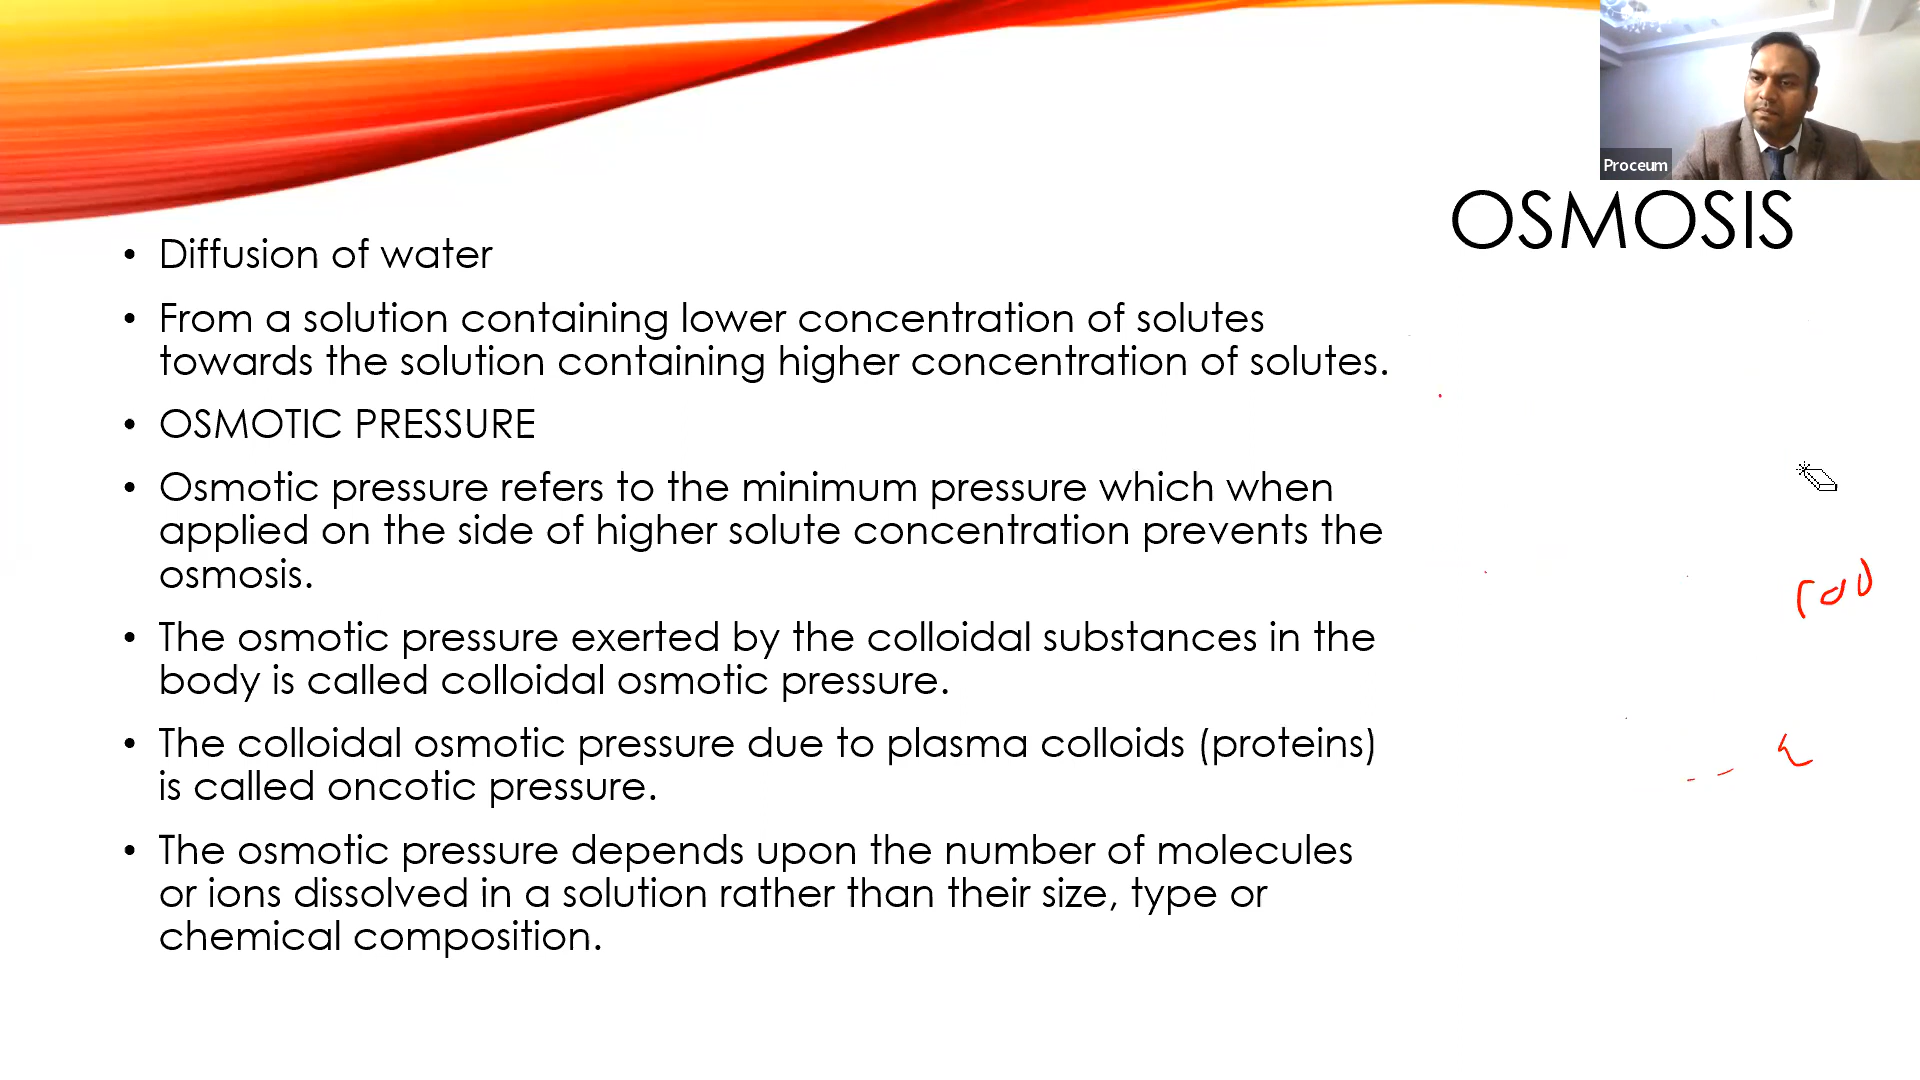 Proceum
OSMOSIS
• Diffusion of water
• From a solution containing lower concentration of solutes
towards the solution containing higher concentration of solutes.
• OSMOTIC PRESSURE
• Osmotic pressure refers to the minimum pressure which when
applied on the side of higher solute concentration prevents the
osmosis.
• The osmotic pressure exerted by the colloidal substances in the
body is called colloidal osmotic pressure.
• The colloidal osmotic pressure due to plasma colloids (proteins)
is called oncotic pressure.
• The osmotic pressure depends upon the number of molecules
or ions dissolved in a solution rather than their size, type or
chemical composition.